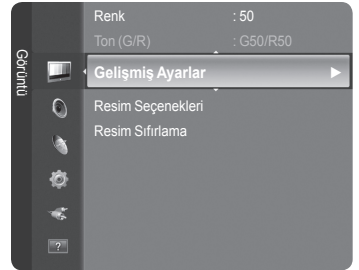 Görüntü
Renk : 50
Ton (G/R) : G50/R50
Gelişmiş Ayarlar
Resim Seçenekleri
Resim Sıfırlama
?